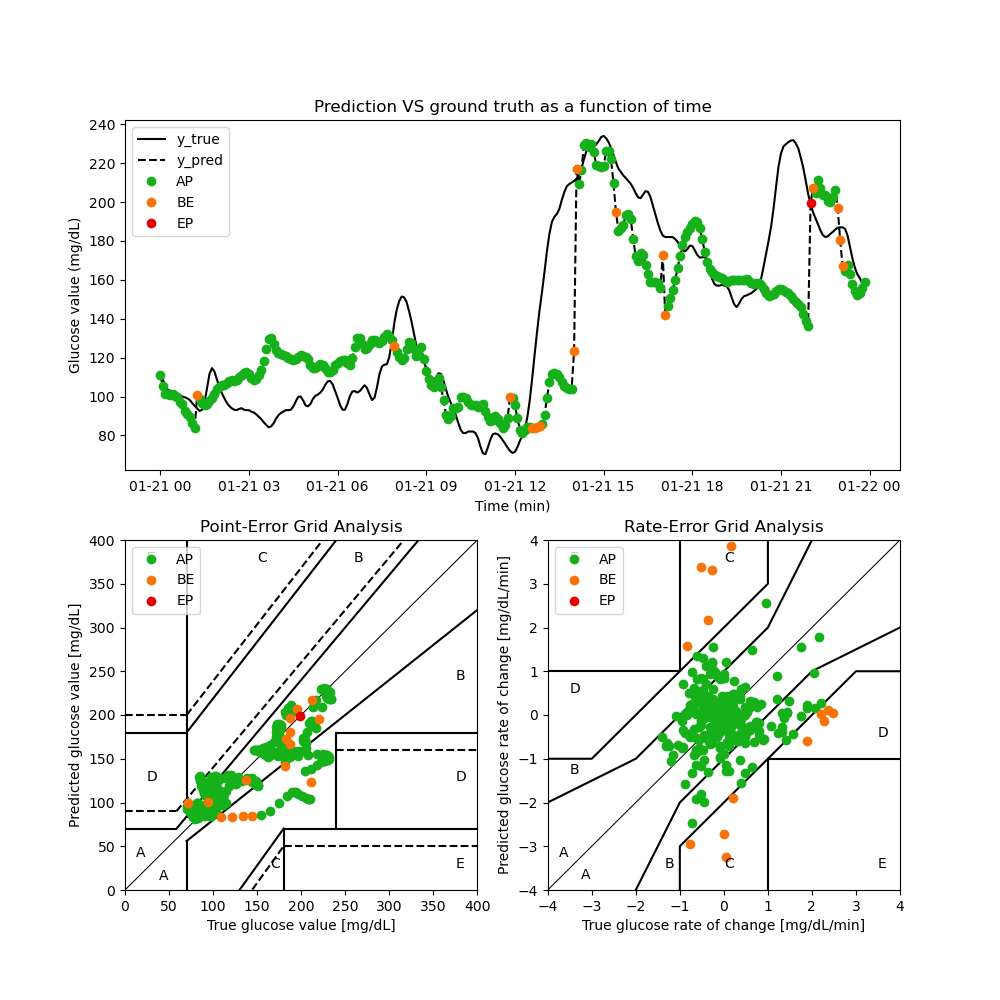 Prediction VS ground truth as a function of time
Glucose value (mg/dL)
240
220
200
180
160
140
120
100
80
y_true
y_pred
AP
BE
EP
01-21 00 01-21 03 01-21 06 01-21 09 01-21 12 01-21 15 01-21 18 01-21 21 01-22 00
Time (min)
Point-Error Grid Analysis
Predicted glucose value [mg/dL]
400
350
300
250
200
150
100
50
0
AP
BE
EP
C
B
B
D
D
A
A
C
E
0 50 100 150 200 250 300 350 400
True glucose value [mg/dL]
Rate-Error Grid Analysis
Predicted glucose rate of change [mg/dL/min]
4
3
2
1
0
−1
−2
−3
−4
AP
BE
EP
C
D
D
B
A
A
B
C
E
−4 −3 −2 −1 0 1 2 3 4
True glucose rate of change [mg/dL/min]